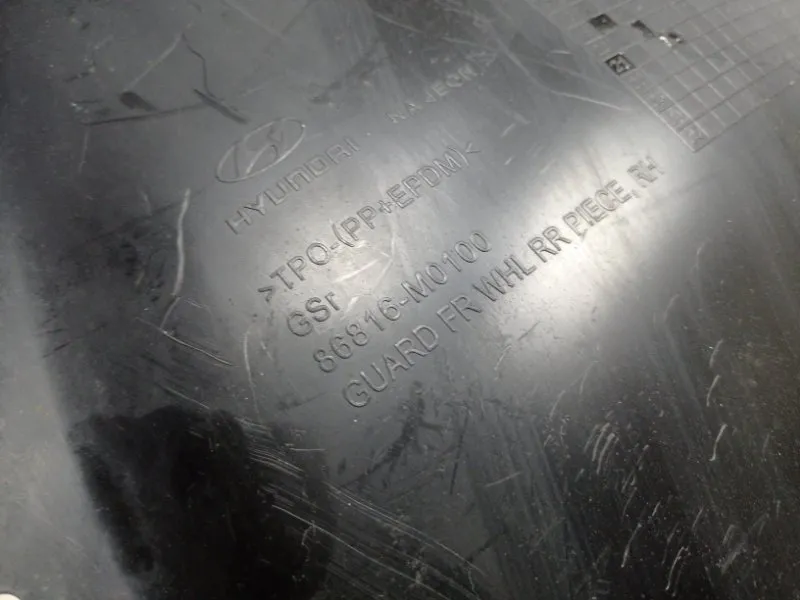 HYUNDAI
>TPO-(PP+EPDM)<
GSr
86816-M0100
GUARD FR WHL RR PIECE, RH